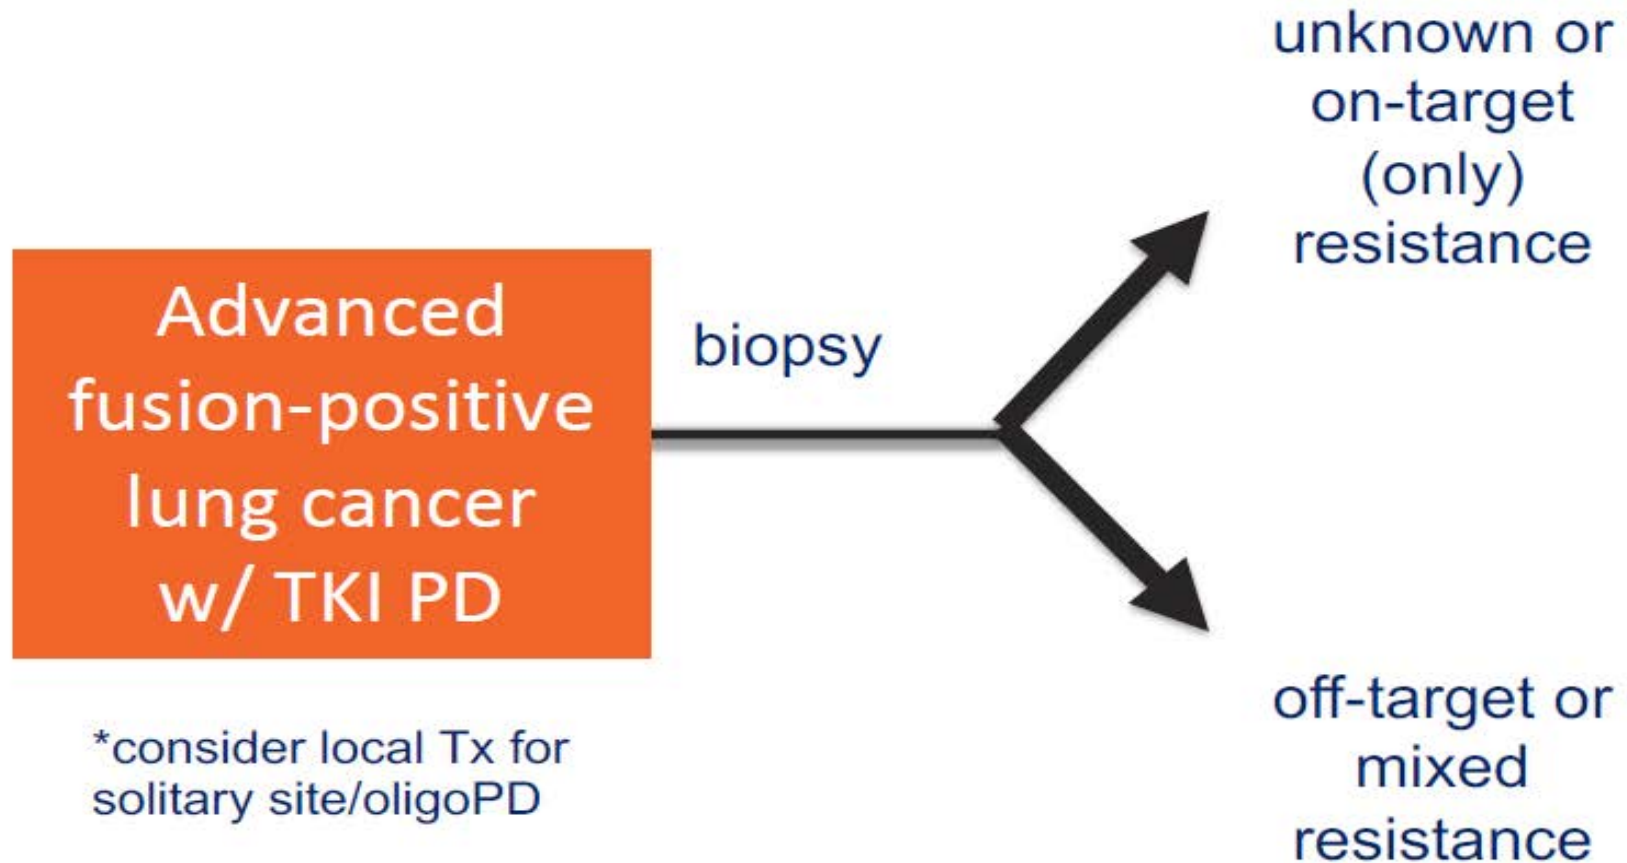 Advanced
fusion-positive
lung cancer
w/ TKI PD
*consider local Tx for
solitary site/oligoPD
biopsy
unknown or
on-target
(only)
resistance
off-target or
mixed
resistance